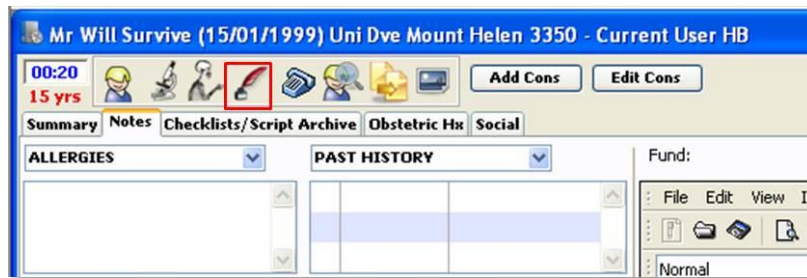 Mr Will Survive (15/01/1999) Uni Dve Mount Helen 3350 - Current User HB
00:20
15 yrs
Add Cons Edit Cons
Summary Notes Checklists/Script Archive Obstetric Hx Social
ALLERGIES PAST HISTORY Fund:
File Edit View
Normal